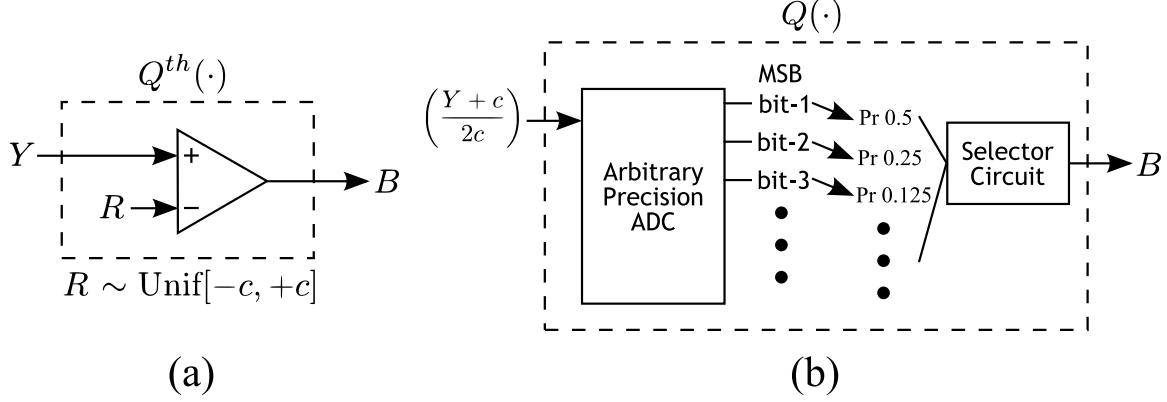 Q^{th}(·)
Y
+
R
−
B
R ∼ Unif[−c, +c]
(a)
Q(·)
(Y + c / 2c)
Arbitrary
Precision
ADC
MSB
bit-1
bit-2
bit-3
Pr 0.5
Pr 0.25
Pr 0.125
Selector
Circuit
B
(b)